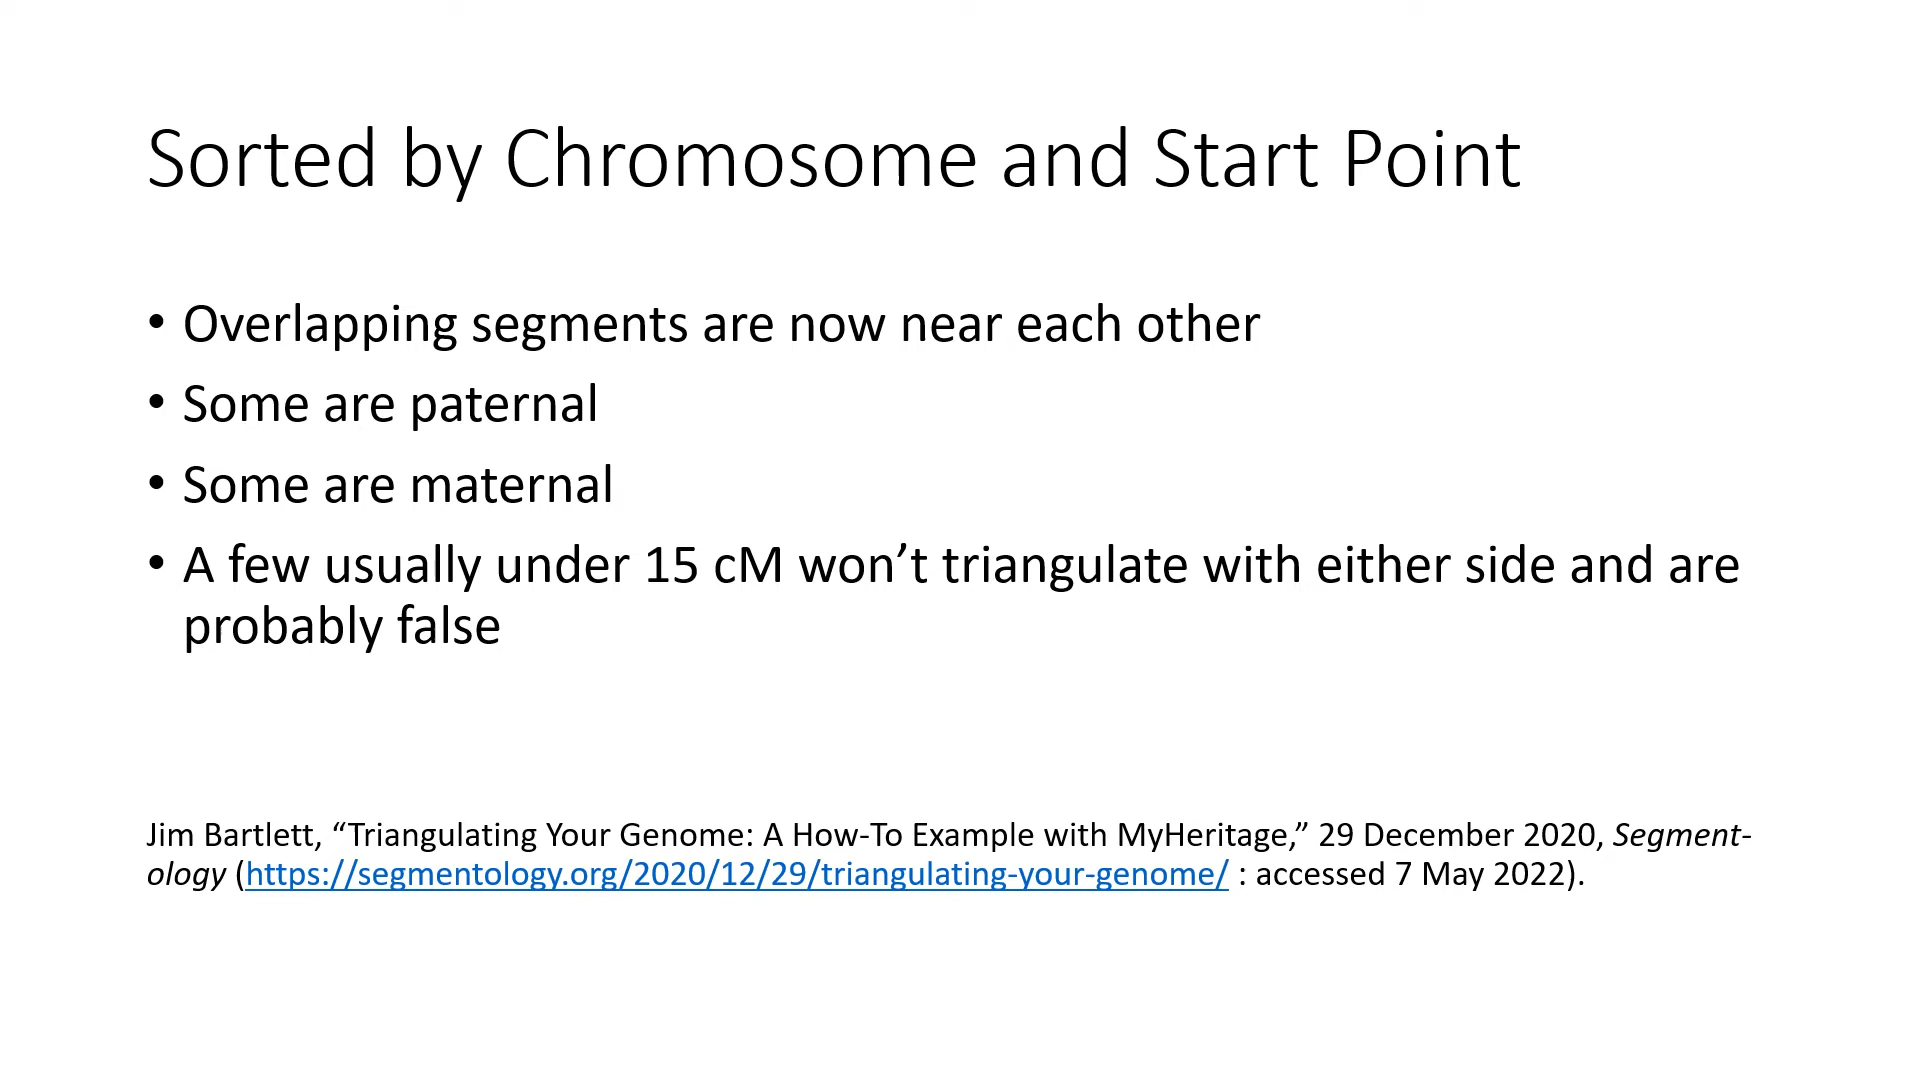 Sorted by Chromosome and Start Point
• Overlapping segments are now near each other
• Some are paternal
• Some are maternal
• A few usually under 15 cM won’t triangulate with either side and are
probably false
Jim Bartlett, “Triangulating Your Genome: A How-To Example with MyHeritage,” 29 December 2020, Segment-
ology (https://segmentology.org/2020/12/29/triangulating-your-genome/ : accessed 7 May 2022).